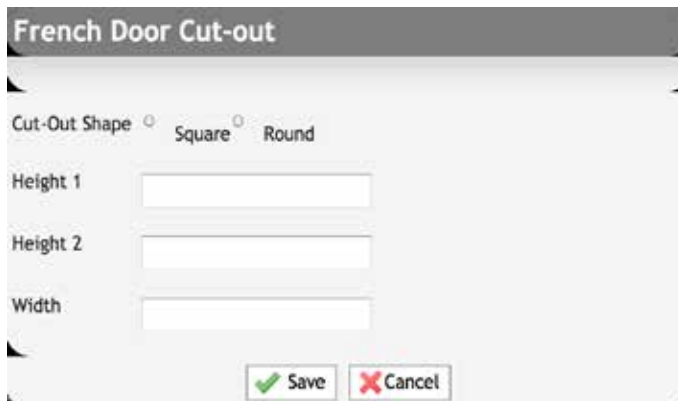 French Door Cut-out
Cut-Out Shape Square Round
Height 1
Height 2
Width
Save Cancel